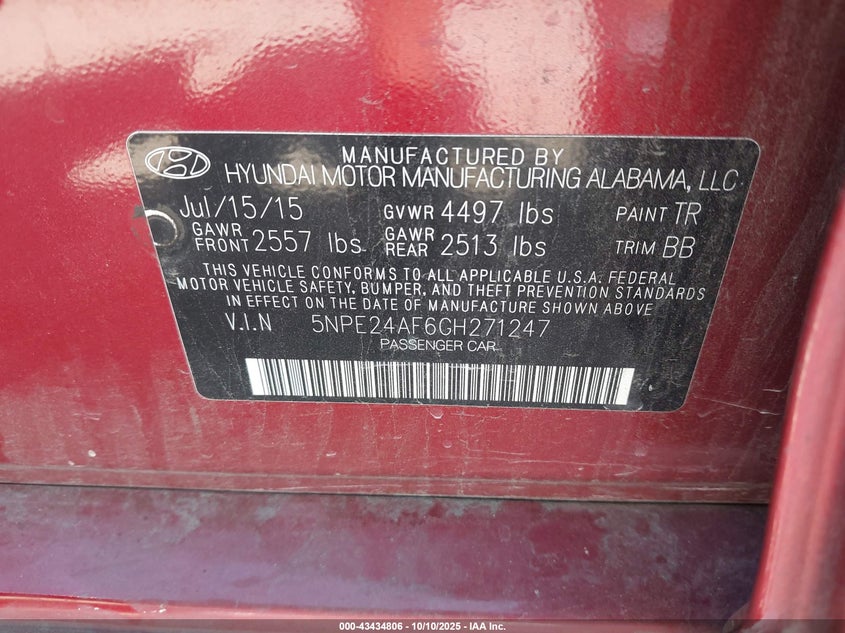 MANUFACTURED BY
HYUNDAI MOTOR MANUFACTURING ALABAMA, LLC
Jul/15/15 GVWR 4497 lbs PAINT TR
GAWR FRONT 2557 lbs GAWR REAR 2513 lbs TRIM BB
THIS VEHICLE CONFORMS TO ALL APPLICABLE U.S.A. FEDERAL
MOTOR VEHICLE SAFETY, BUMPER, AND THEFT PREVENTION STANDARDS
IN EFFECT ON THE DATE OF MANUFACTURE SHOWN ABOVE
V.I.N 5NPE24AF6GH271247
PASSENGER CAR
000-43434806 - 10/10/2025 - IAA Inc.